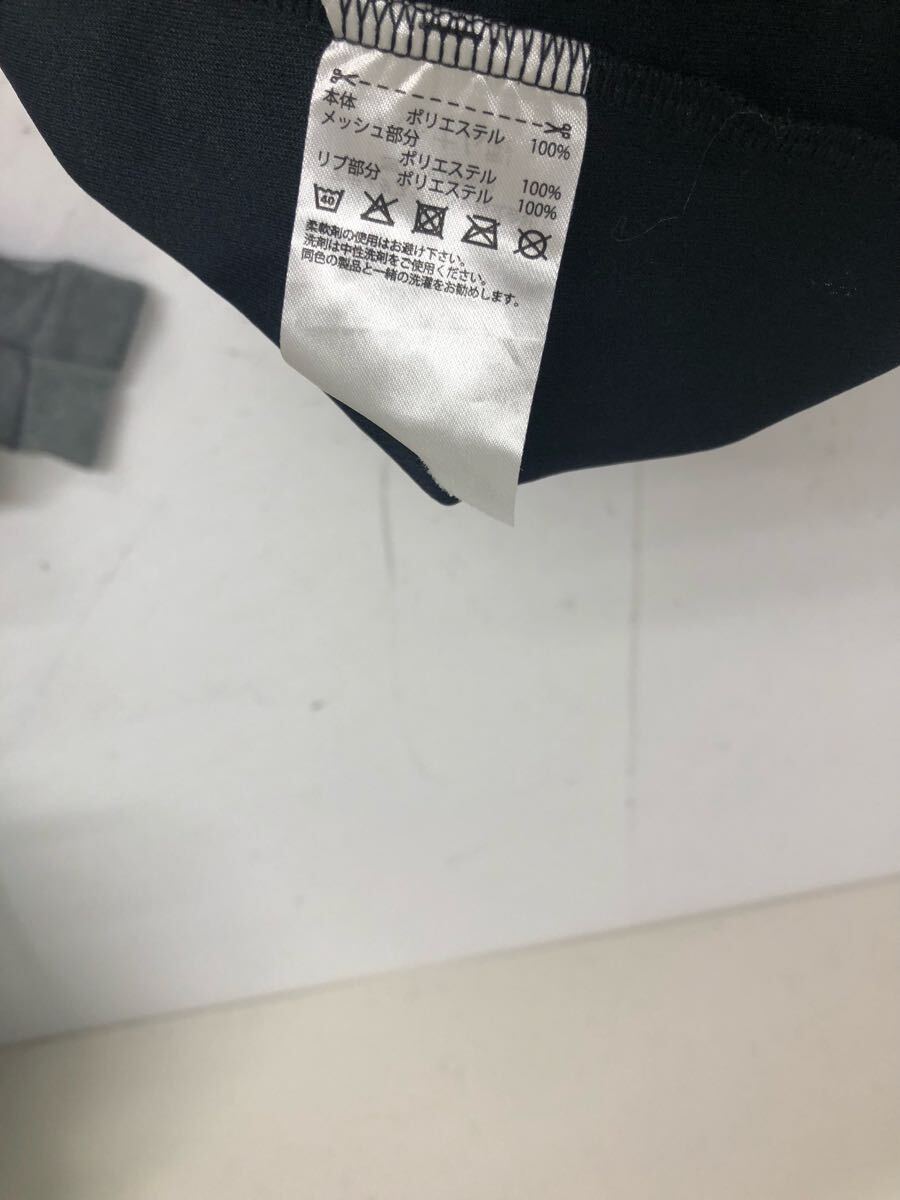 本体 ポリエステル 100%
メッシュ部分
ポリエステル 100%
リブ部分 ポリエステル 100%
40
柔軟剤の使用はお避け下さい。
洗剤は中性洗剤をご使用ください。
同色の製品と一緒の洗濯をお勧めします。